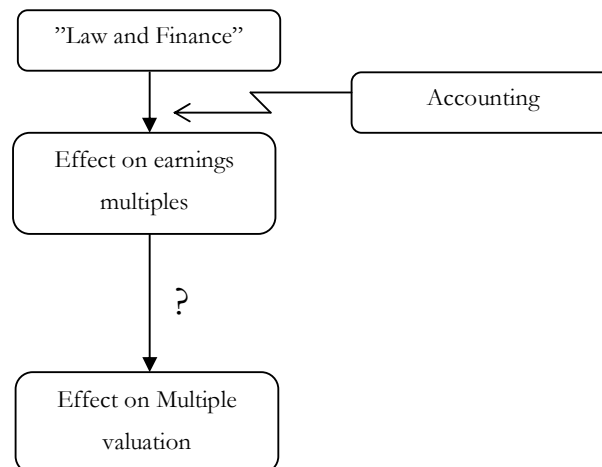 ”Law and Finance”
Accounting
Effect on earnings
multiples
?
Effect on Multiple
valuation